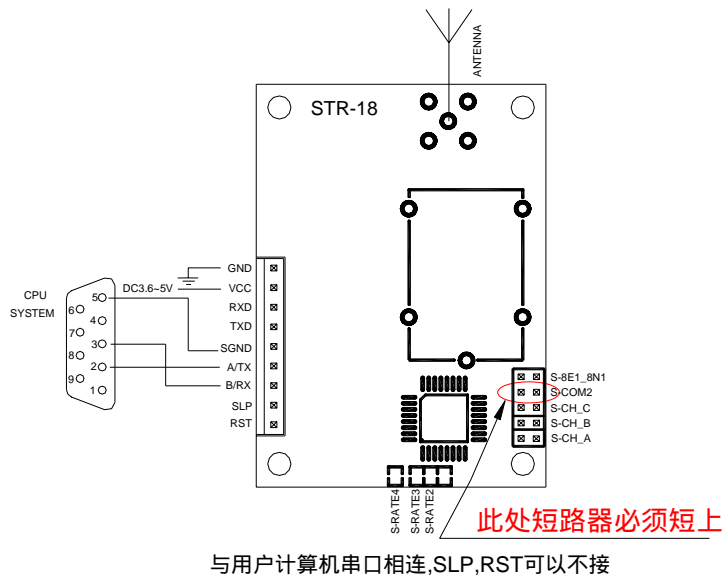 ANTENNA
STR-18
GND
DC3.6~5V VCC
RXD
TXD
SGND
A/TX
B/RX
SLP
RST
CPU
SYSTEM
5
6
4
7
3
8
2
9
1
S-8E1_8N1
S-COM2
S-CH_C
S-CH_B
S-CH_A
S-RATE4
S-RATE3
S-RATE2
此处短路器必须短上
与用户计算机串口相连,SLP,RST可以不接